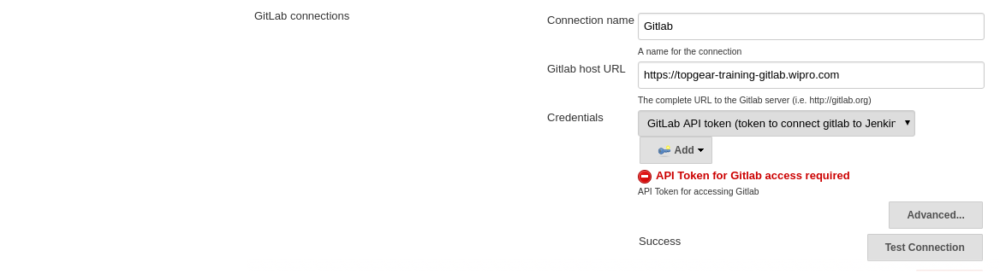 GitLab connections
Connection name
Gitlab
A name for the connection
Gitlab host URL
https://topgear-training-gitlab.wipro.com
The complete URL to the Gitlab server (i.e. http://gitlab.org)
Credentials
GitLab API token (token to connect gitlab to Jenkin
Add
API Token for Gitlab access required
API Token for accessing Gitlab
Advanced...
Success
Test Connection